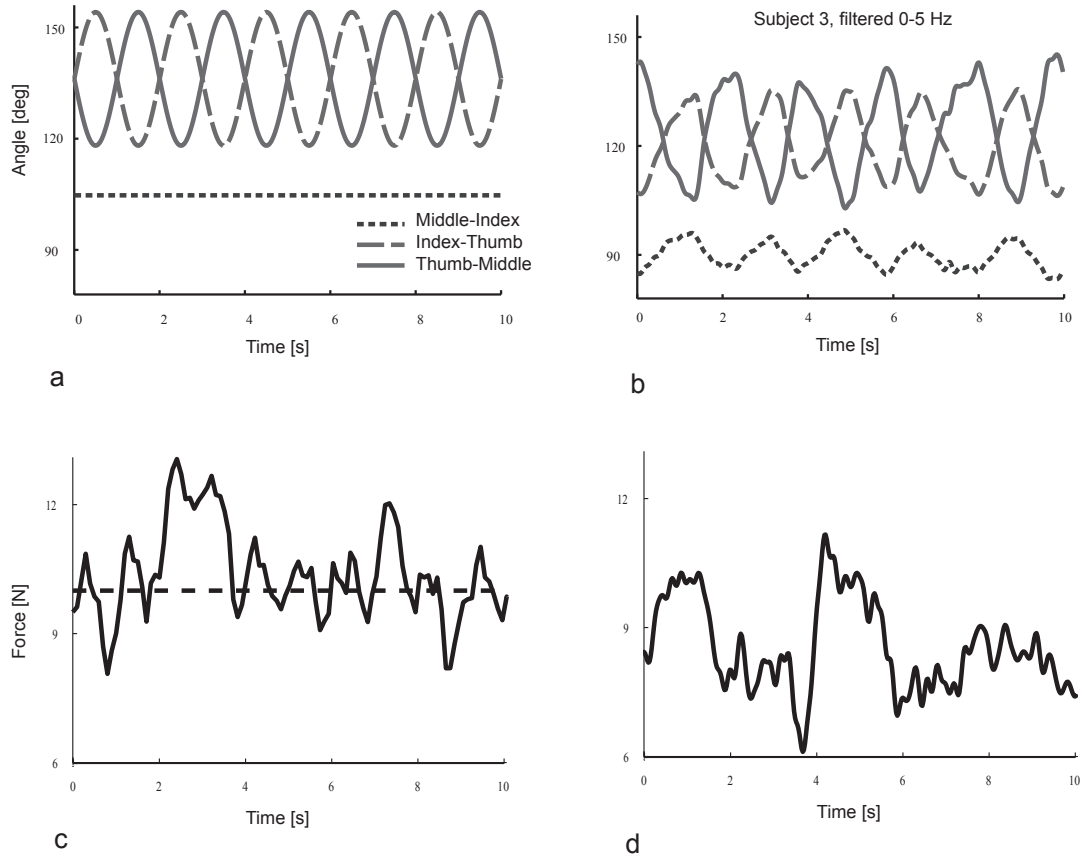 Angle [deg]
150
120
90
0 2 4 6 8 10
Time [s]
Middle-Index
Index-Thumb
Thumb-Middle
a
Subject 3, filtered 0-5 Hz
150
120
90
0 2 4 6 8 10
Time [s]
b
Force [N]
12
9
6
0 2 4 6 8 10
Time [s]
c
12
9
6
0 2 4 6 8 10
Time [s]
d